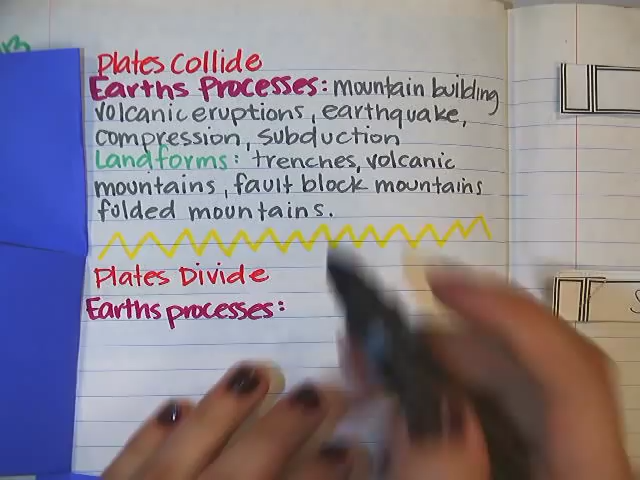 Plates Collide
Earths Processes: mountain building
volcanic eruptions, earthquake,
compression, subduction
Landforms: trenches, volcanic
mountains, fault block mountains
folded mountains.
Plates Divide
Earths processes: